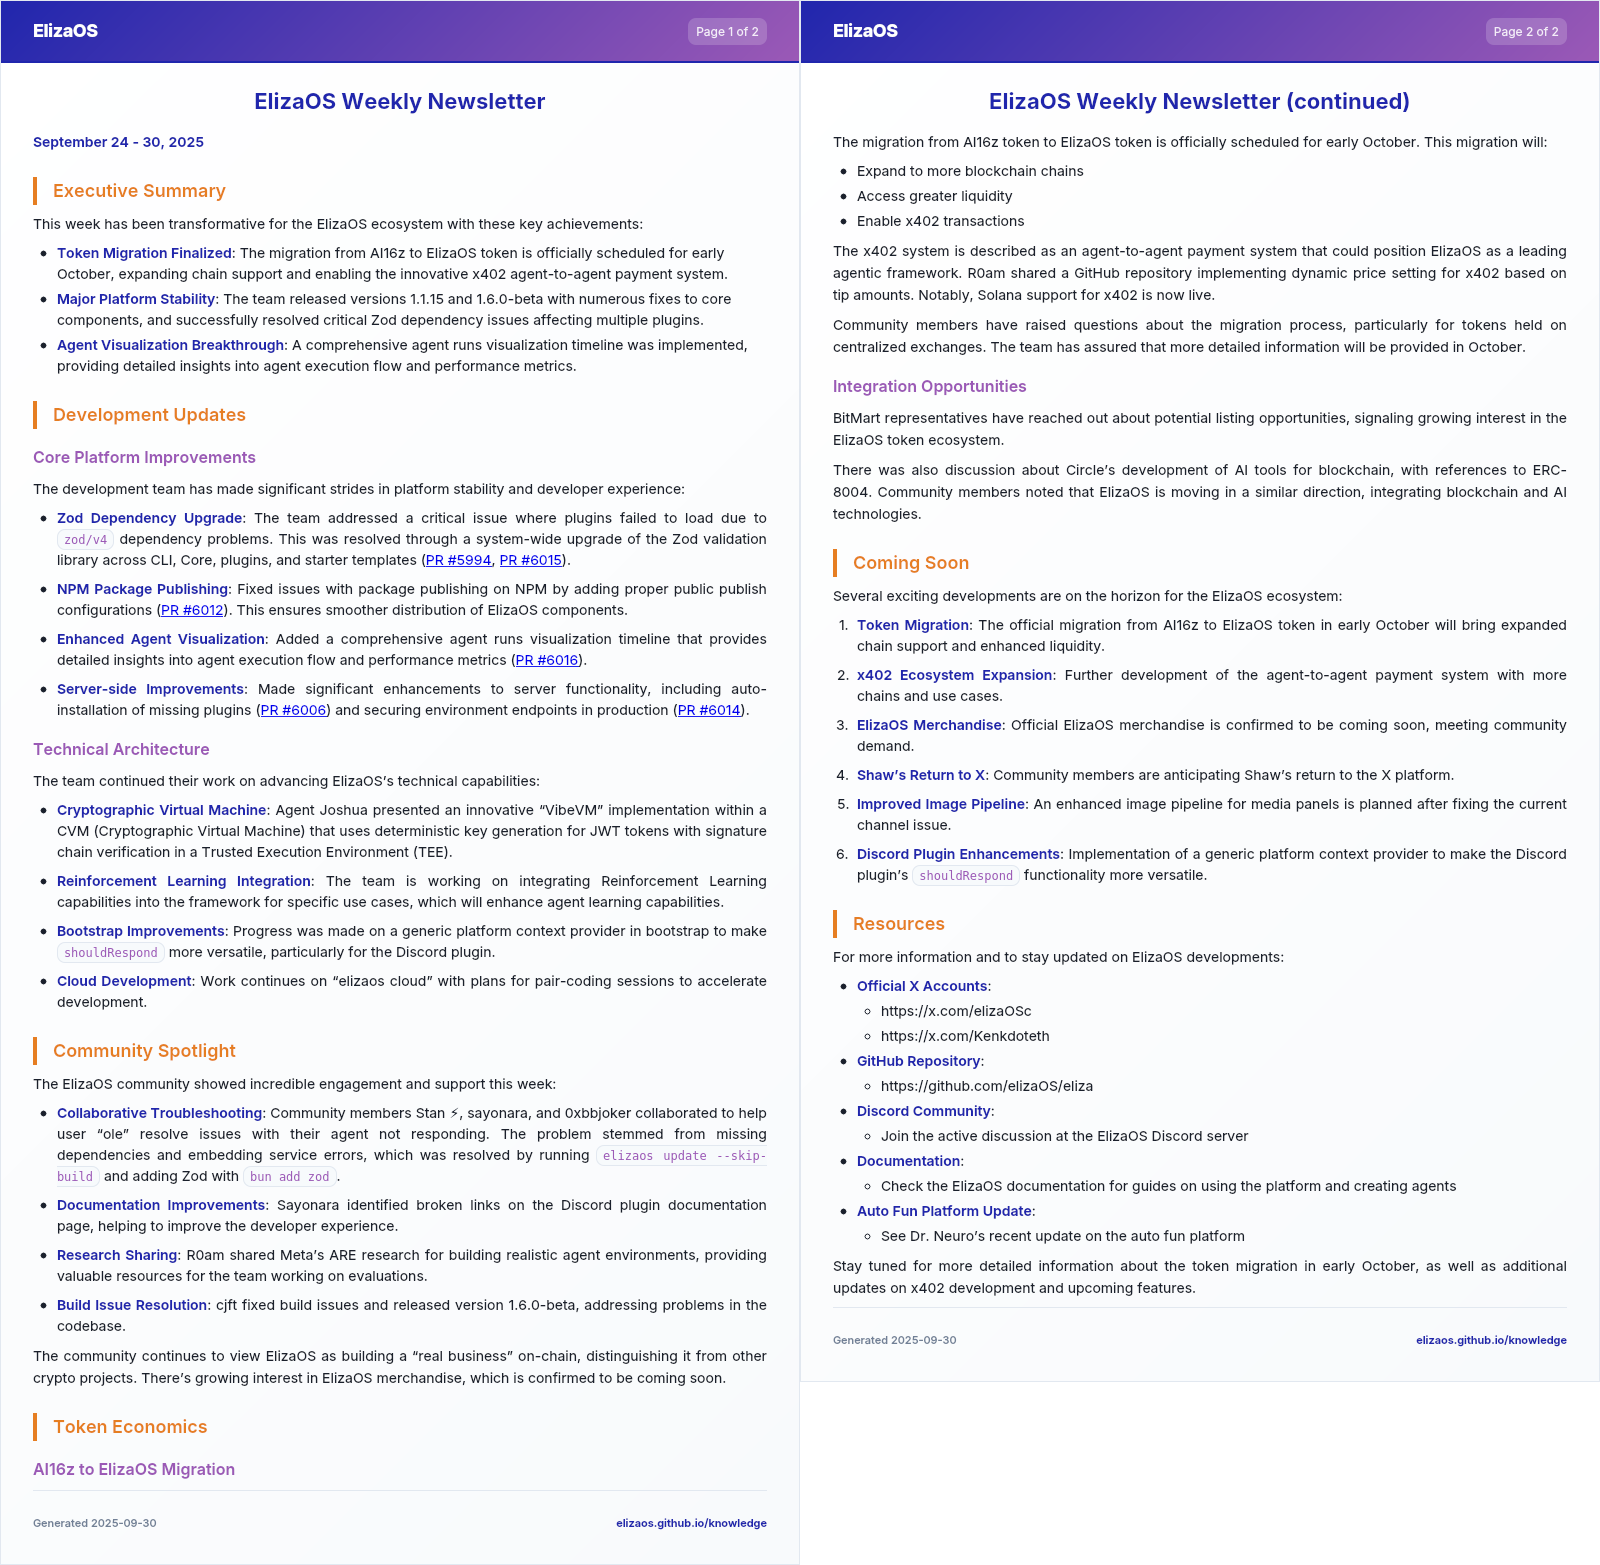 ElizaOS
Page 1 of 2
ElizaOS Weekly Newsletter
September 24 - 30, 2025
Executive Summary
This week has been transformative for the ElizaOS ecosystem with these key achievements:
• Token Migration Finalized: The migration from AI16z to ElizaOS token is officially scheduled for early
October, expanding chain support and enabling the innovative x402 agent-to-agent payment system.
• Major Platform Stability: The team released versions 1.1.15 and 1.6.0-beta with numerous fixes to core
components, and successfully resolved critical Zod dependency issues affecting multiple plugins.
• Agent Visualization Breakthrough: A comprehensive agent runs visualization timeline was implemented,
providing detailed insights into agent execution flow and performance metrics.
Development Updates
Core Platform Improvements
The development team has made significant strides in platform stability and developer experience:
• Zod Dependency Upgrade: The team addressed a critical issue where plugins failed to load due to
zod/v4 dependency problems. This was resolved through a system-wide upgrade of the Zod validation
library across CLI, Core, plugins, and starter templates (PR #5994, PR #6015).
• NPM Package Publishing: Fixed issues with package publishing on NPM by adding proper public publish
configurations (PR #6012). This ensures smoother distribution of ElizaOS components.
• Enhanced Agent Visualization: Added a comprehensive agent runs visualization timeline that provides
detailed insights into agent execution flow and performance metrics (PR #6016).
• Server-side Improvements: Made significant enhancements to server functionality, including auto-
installation of missing plugins (PR #6006) and securing environment endpoints in production (PR #6014).
Technical Architecture
The team continued their work on advancing ElizaOS's technical capabilities:
• Cryptographic Virtual Machine: Agent Joshua presented an innovative “VibeVM” implementation within a
CVM (Cryptographic Virtual Machine) that uses deterministic key generation for JWT tokens with signature
chain verification in a Trusted Execution Environment (TEE).
• Reinforcement Learning Integration: The team is working on integrating Reinforcement Learning
capabilities into the framework for specific use cases, which will enhance agent learning capabilities.
• Bootstrap Improvements: Progress was made on a generic platform context provider in bootstrap to make
shouldRespond more versatile, particularly for the Discord plugin.
• Cloud Development: Work continues on “elizaos cloud” with plans for pair-coding sessions to accelerate
development.
Community Spotlight
The ElizaOS community showed incredible engagement and support this week:
• Collaborative Troubleshooting: Community members Stan ⚡, sayonara, and 0xbbjoker collaborated to help
user “ole” resolve issues with their agent not responding. The problem stemmed from missing
dependencies and embedding service errors, which was resolved by running elizaos update --skip-
build and adding Zod with bun add zod.
• Documentation Improvements: Sayonara identified broken links on the Discord plugin documentation
page, helping to improve the developer experience.
• Research Sharing: R0am shared Meta’s ARE research for building realistic agent environments, providing
valuable resources for the team working on evaluations.
• Build Issue Resolution: cjft fixed build issues and released version 1.6.0-beta, addressing problems in the
codebase.
The community continues to view ElizaOS as building a “real business” on-chain, distinguishing it from other
crypto projects. There’s growing interest in ElizaOS merchandise, which is confirmed to be coming soon.
Token Economics
AI16z to ElizaOS Migration
Generated 2025-09-30
elizaos.github.io/knowledge
ElizaOS
Page 2 of 2
ElizaOS Weekly Newsletter (continued)
The migration from AI16z token to ElizaOS token is officially scheduled for early October. This migration will:
• Expand to more blockchain chains
• Access greater liquidity
• Enable x402 transactions
The x402 system is described as an agent-to-agent payment system that could position ElizaOS as a leading
agentic framework. R0am shared a GitHub repository implementing dynamic price setting for x402 based on
tip amounts. Notably, Solana support for x402 is now live.
Community members have raised questions about the migration process, particularly for tokens held on
centralized exchanges. The team has assured that more detailed information will be provided in October.
Integration Opportunities
BitMart representatives have reached out about potential listing opportunities, signaling growing interest in the
ElizaOS token ecosystem.
There was also discussion about Circle’s development of AI tools for blockchain, with references to ERC-
8004. Community members noted that ElizaOS is moving in a similar direction, integrating blockchain and AI
technologies.
Coming Soon
Several exciting developments are on the horizon for the ElizaOS ecosystem:
1. Token Migration: The official migration from AI16z to ElizaOS token in early October will bring expanded
chain support and enhanced liquidity.
2. x402 Ecosystem Expansion: Further development of the agent-to-agent payment system with more
chains and use cases.
3. ElizaOS Merchandise: Official ElizaOS merchandise is confirmed to be coming soon, meeting community
demand.
4. Shaw’s Return to X: Community members are anticipating Shaw’s return to the X platform.
5. Improved Image Pipeline: An enhanced image pipeline for media panels is planned after fixing the current
channel issue.
6. Discord Plugin Enhancements: Implementation of a generic platform context provider to make the Discord
plugin’s shouldRespond functionality more versatile.
Resources
For more information and to stay updated on ElizaOS developments:
• Official X Accounts:
◦ https://x.com/elizaOSc
◦ https://x.com/Kenkdoteth
• GitHub Repository:
◦ https://github.com/elizaOS/eliza
• Discord Community:
◦ Join the active discussion at the ElizaOS Discord server
• Documentation:
◦ Check the ElizaOS documentation for guides on using the platform and creating agents
• Auto Fun Platform Update:
◦ See Dr. Neuro’s recent update on the auto fun platform
Stay tuned for more detailed information about the token migration in early October, as well as additional
updates on x402 development and upcoming features.
Generated 2025-09-30
elizaos.github.io/knowledge